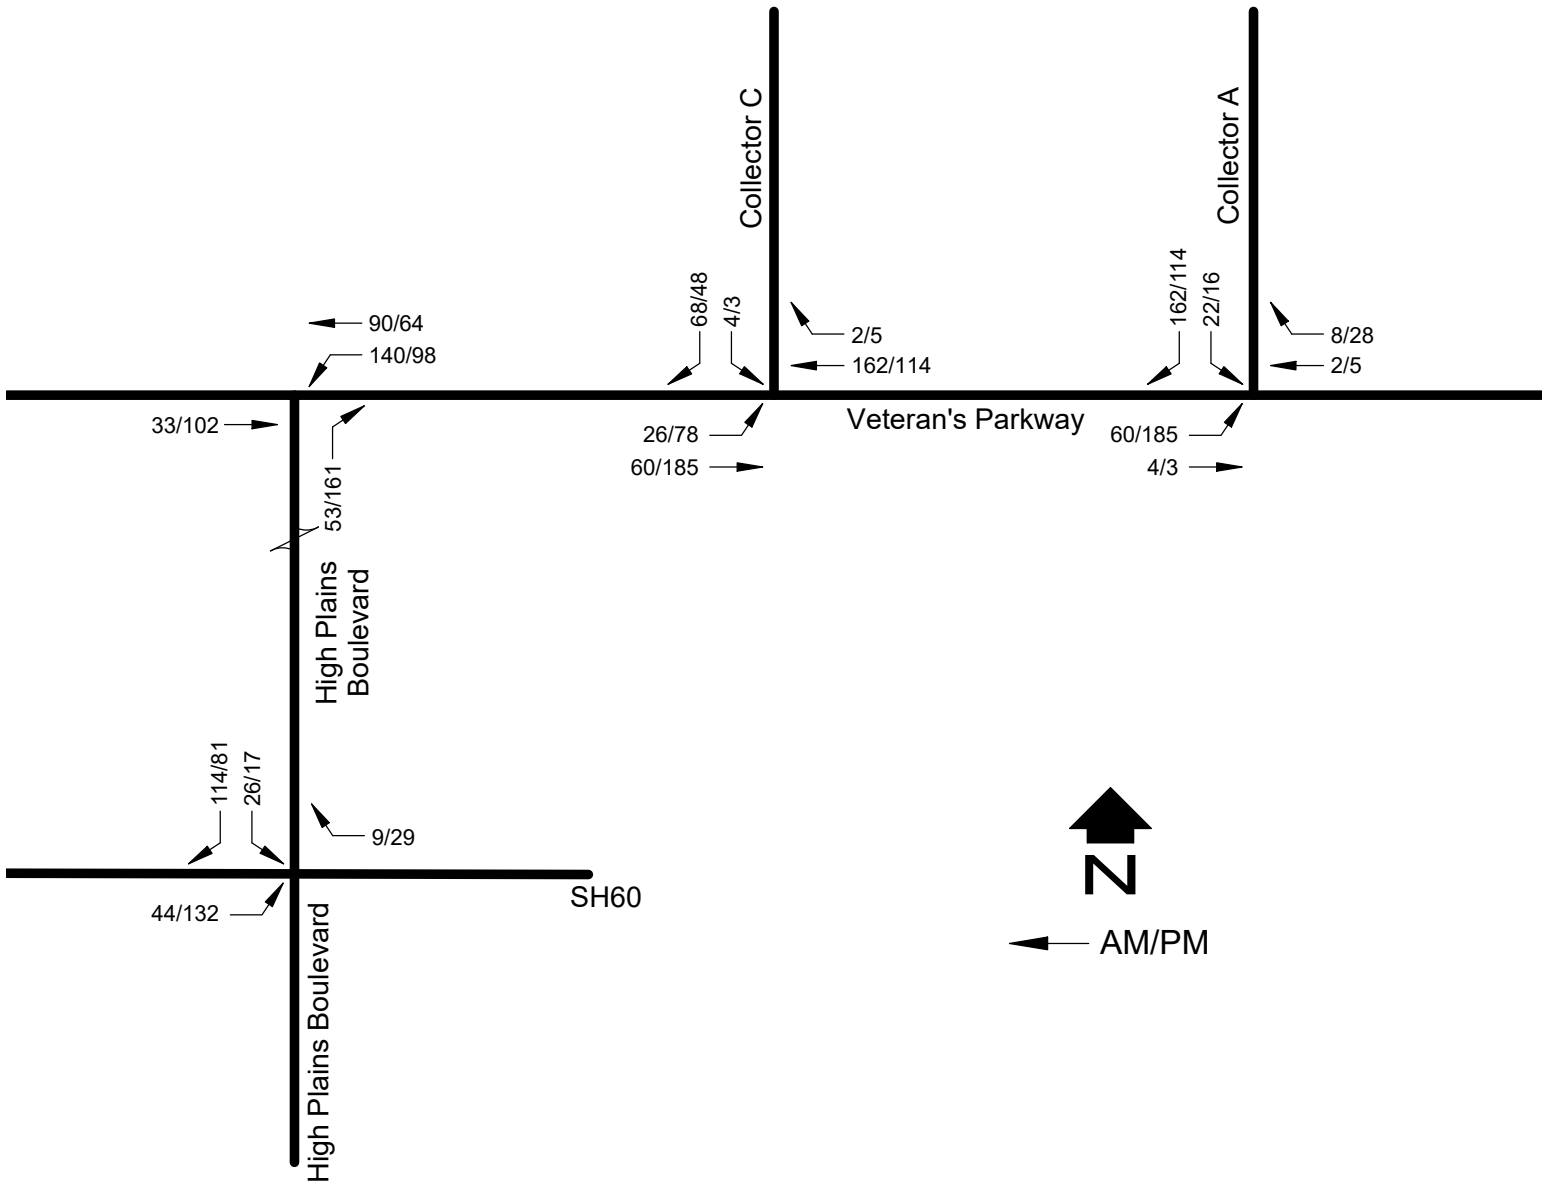 Collector C
Collector A
162/114
22/16
68/48
4/3
90/64
2/5
8/28
140/98
162/114
2/5
33/102
Veteran's Parkway
26/78
60/185
60/185
4/3
53/161
High Plains
Boulevard
114/81
26/17
9/29
SH60
44/132
N
AM/PM
High Plains Boulevard